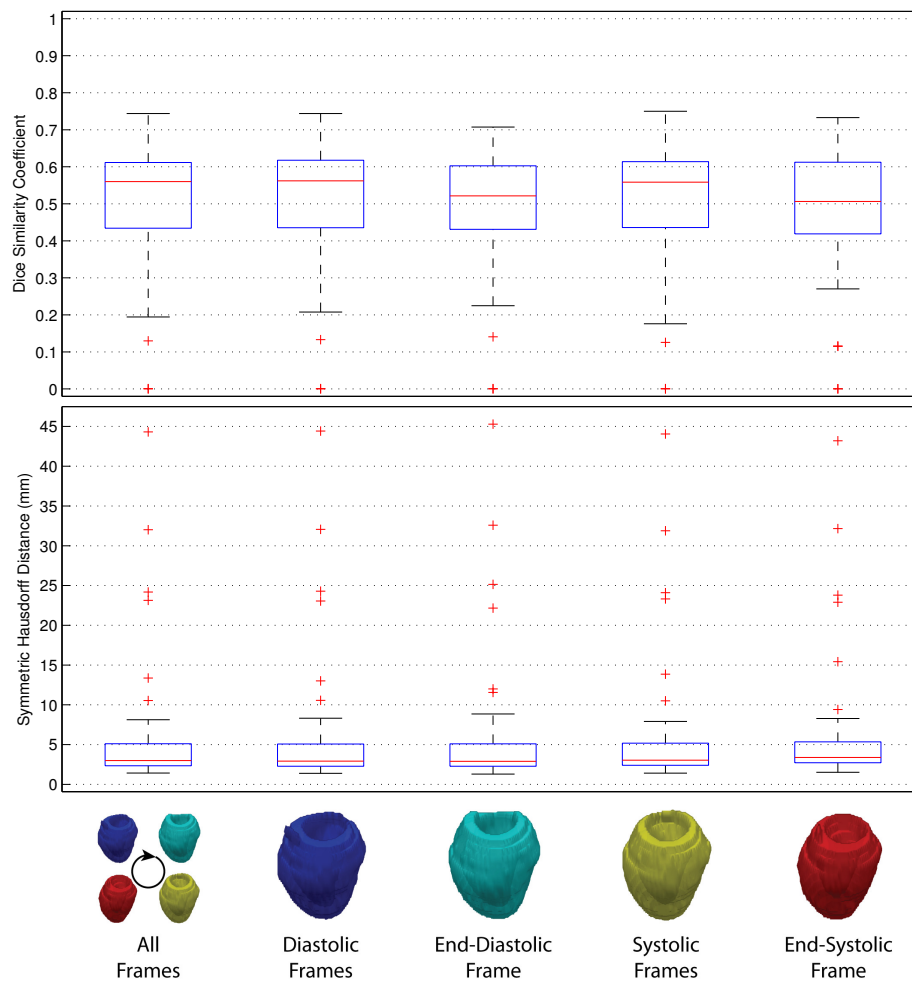 1
0.9
0.8
0.7
0.6
0.5
0.4
0.3
0.2
0.1
0
Dice Similarity Coefficient
45
40
35
30
25
20
15
10
5
0
Symmetric Hausdorff Distance (mm)
All
Frames
Diastolic
Frames
End-Diastolic
Frame
Systolic
Frames
End-Systolic
Frame